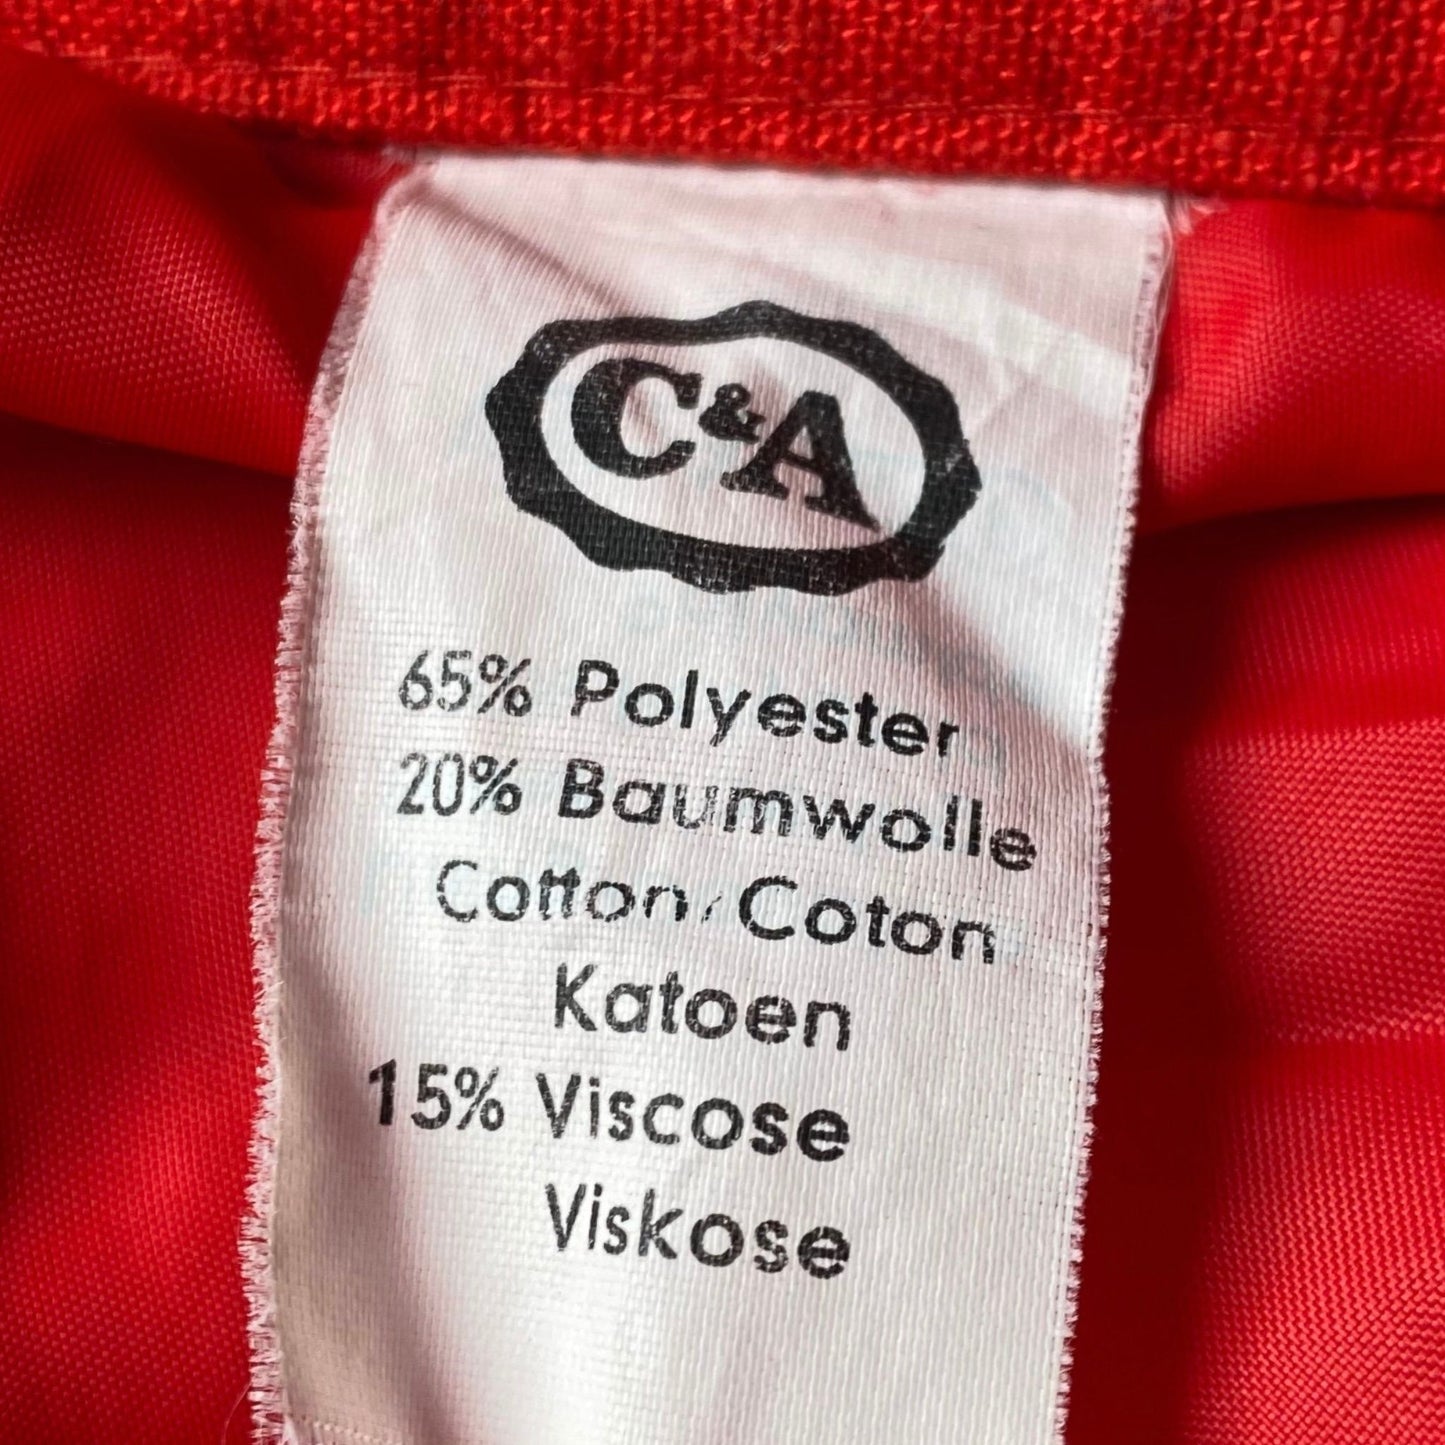 C&A
65% Polyester
20% Baumwolle
Cotton/Coton
Katoen
15% Viscose
Viskose